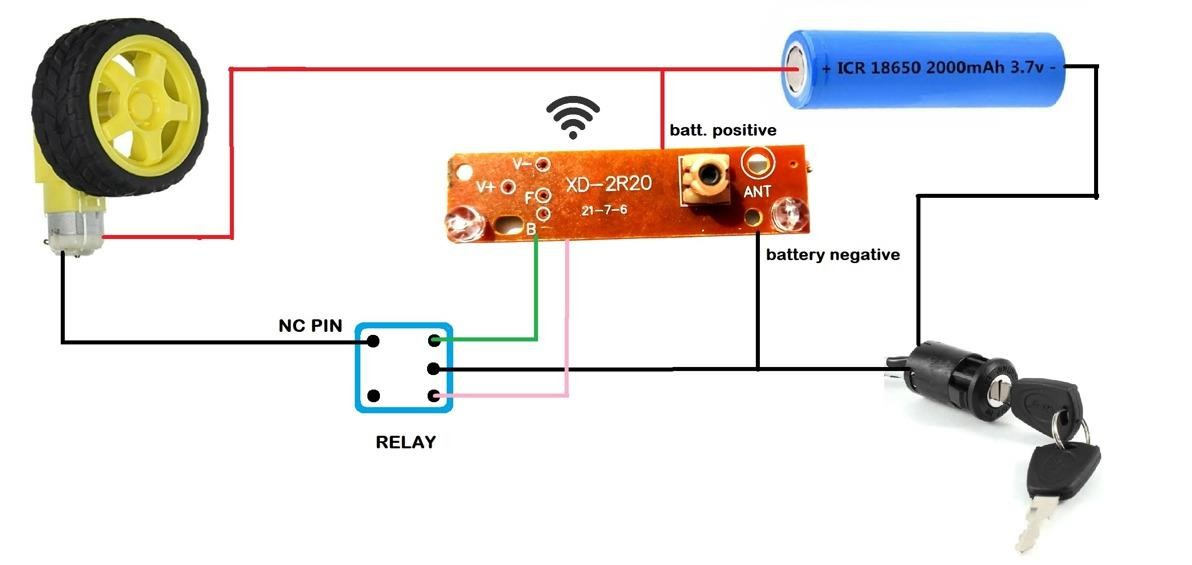 + ICR 18650 2000mAh 3.7v -
batt. positive
V-
V+
F
B
XD-2R20
21-7-6
ANT
battery negative
NC PIN
RELAY